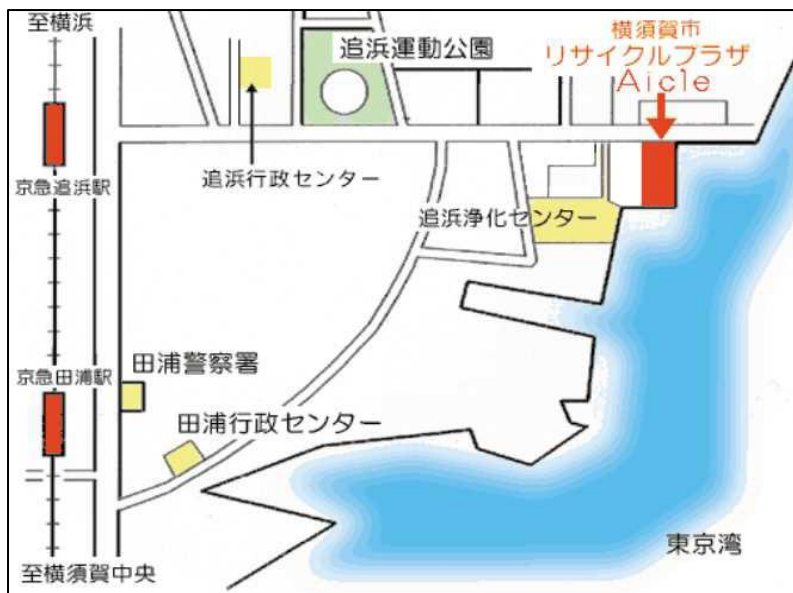 至横浜
追浜運動公園
横須賀市
リサイクルプラザ
Aicle
京急追浜駅
追浜行政センター
追浜浄化センター
田浦警察署
京急田浦駅
田浦行政センター
東京湾
至横須賀中央